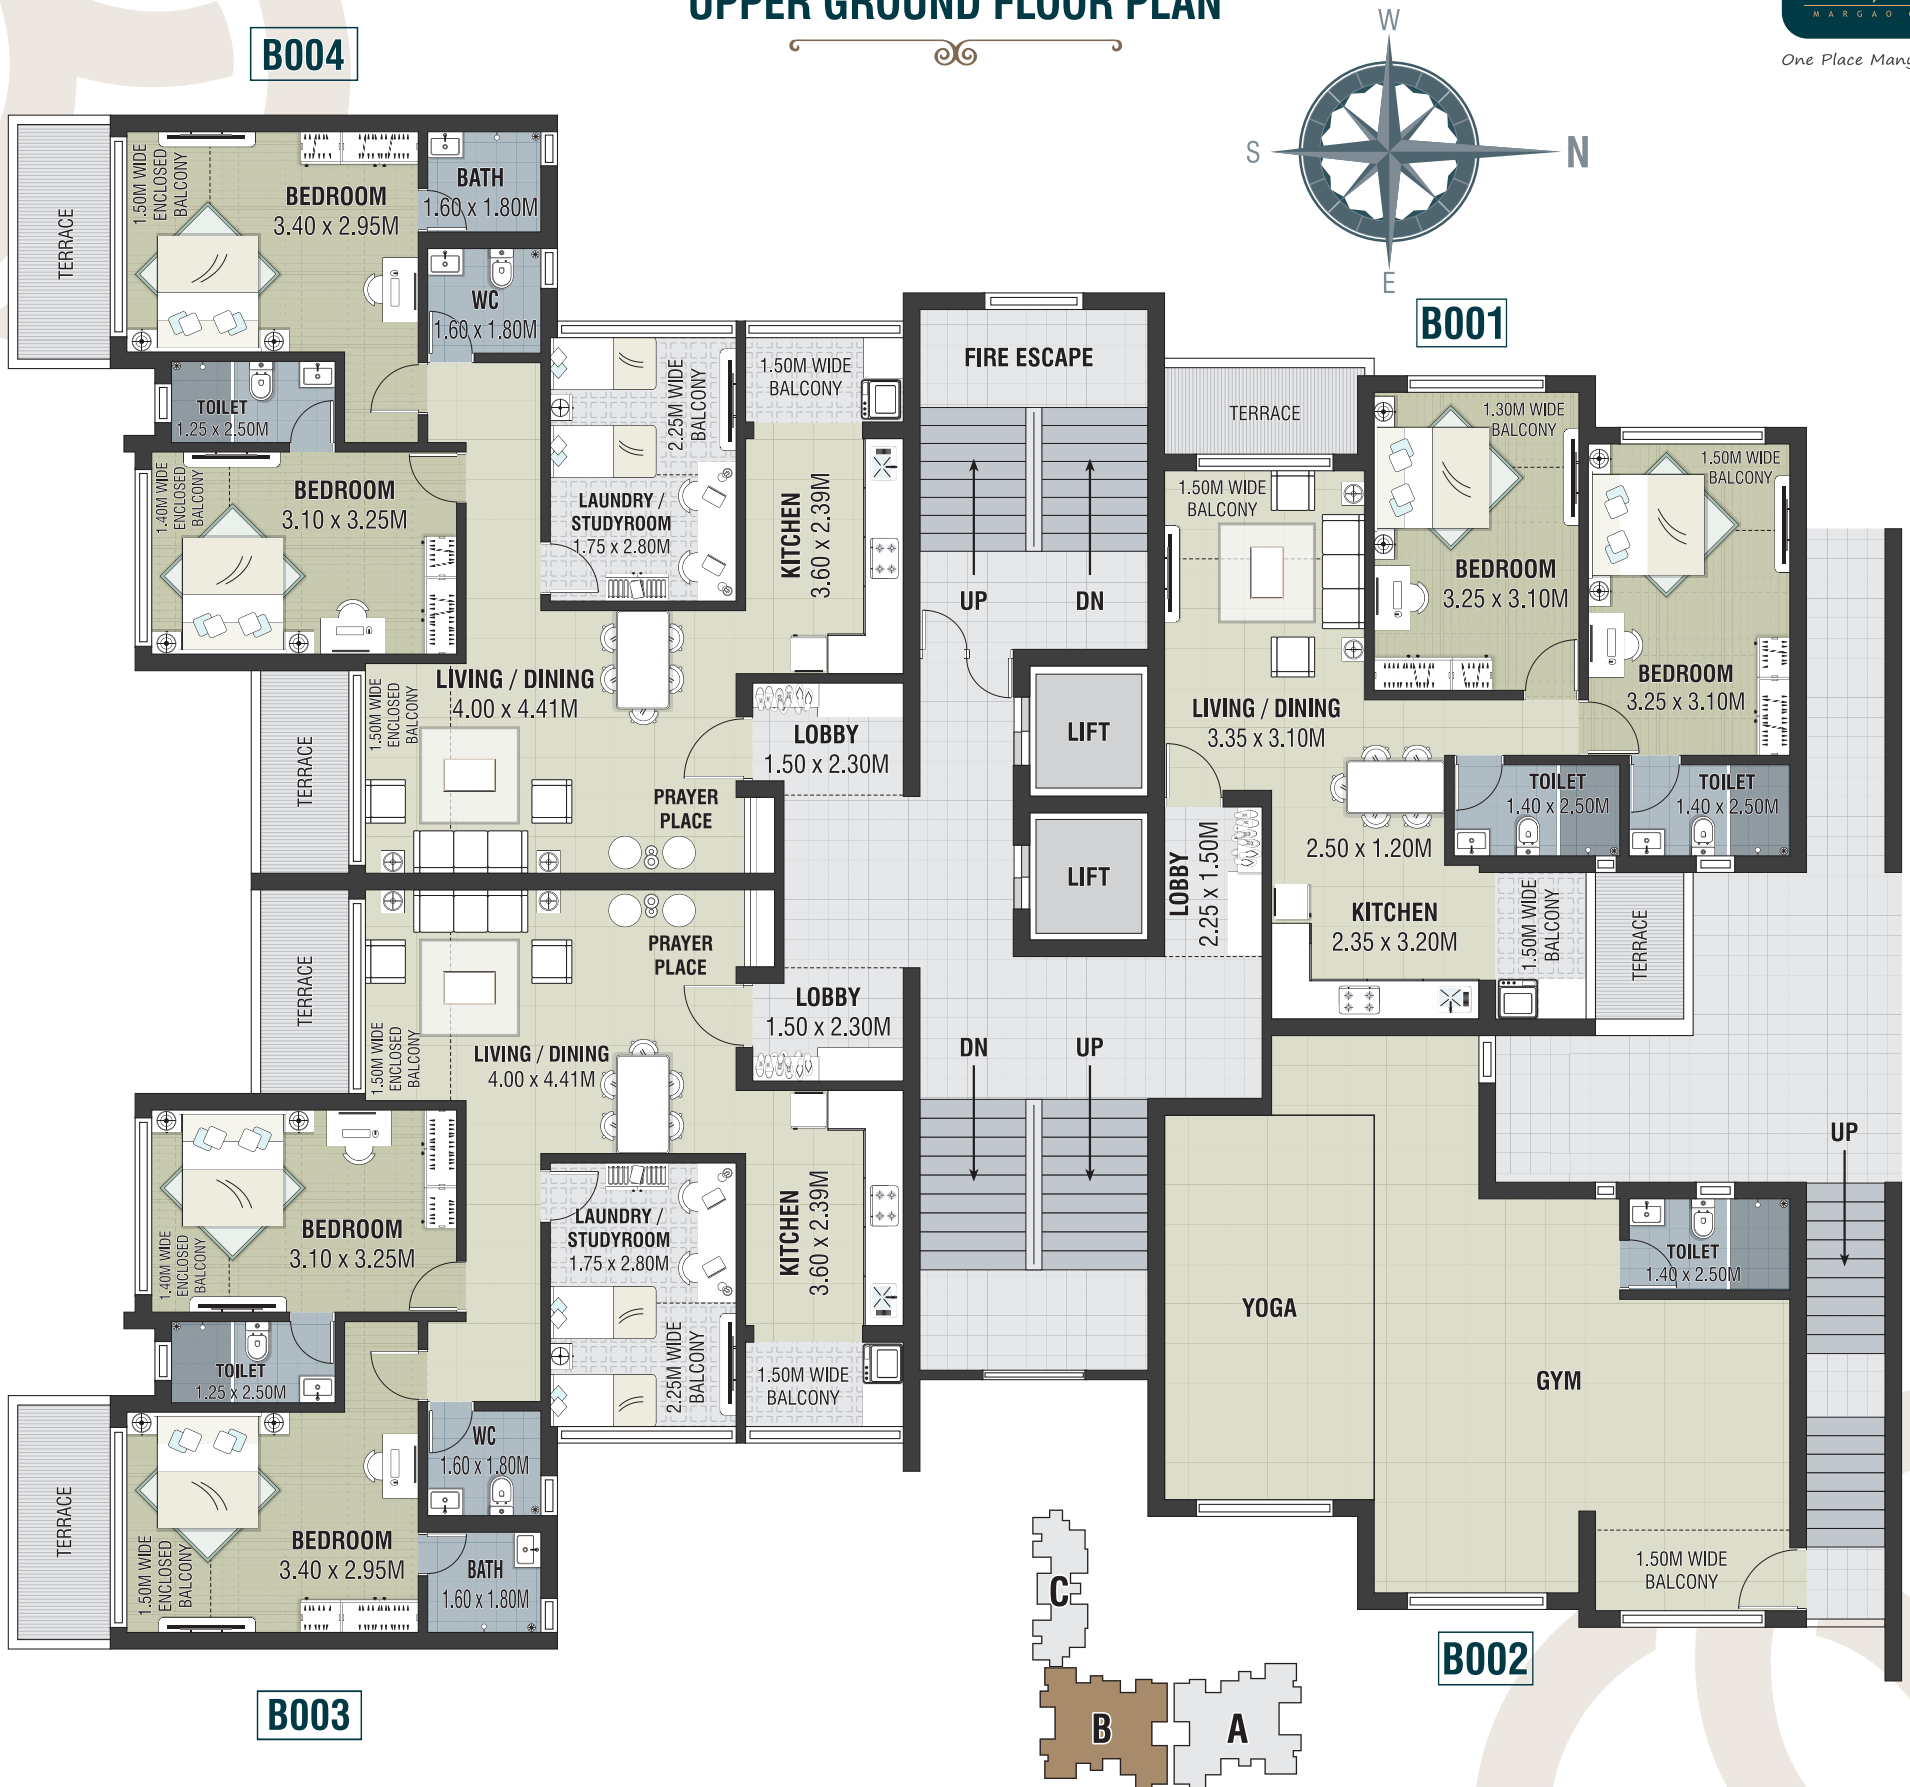 UPPER GROUND FLOOR PLAN
MARGAO
One Place Many
W
S
N
E
B004
TERRACE
1.50M WIDE
ENCLOSED
BALCONY
BEDROOM
3.40 x 2.95M
BATH
1.60 x 1.80M
WC
1.60 x 1.80M
TOILET
1.25 x 2.50M
1.40M WIDE
ENCLOSED
BALCONY
BEDROOM
3.10 x 3.25M
2.25M WIDE
BALCONY
LAUNDRY /
STUDYROOM
1.75 x 2.80M
1.50M WIDE
BALCONY
KITCHEN
3.60 x 2.39M
TERRACE
1.50M WIDE
ENCLOSED
BALCONY
LIVING / DINING
4.00 x 4.41M
PRAYER
PLACE
LOBBY
1.50 x 2.30M
FIRE ESCAPE
UP
DN
LIFT
LIFT
DN
UP
B001
TERRACE
1.50M WIDE
BALCONY
1.30M WIDE
BALCONY
BEDROOM
3.25 x 3.10M
1.50M WIDE
BALCONY
BEDROOM
3.25 x 3.10M
LIVING / DINING
3.35 x 3.10M
TOILET
1.40 x 2.50M
TOILET
1.40 x 2.50M
2.50 x 1.20M
LOBBY
2.25 x 1.50M
KITCHEN
2.35 x 3.20M
1.50M WIDE
BALCONY
TERRACE
TERRACE
1.50M WIDE
ENCLOSED
BALCONY
PRAYER
PLACE
LOBBY
1.50 x 2.30M
LIVING / DINING
4.00 x 4.41M
BEDROOM
3.10 x 3.25M
1.40M WIDE
ENCLOSED
BALCONY
LAUNDRY /
STUDYROOM
1.75 x 2.80M
2.25M WIDE
BALCONY
KITCHEN
3.60 x 2.39M
1.50M WIDE
BALCONY
TOILET
1.25 x 2.50M
WC
1.60 x 1.80M
TERRACE
1.50M WIDE
ENCLOSED
BALCONY
BEDROOM
3.40 x 2.95M
BATH
1.60 x 1.80M
B003
UP
TOILET
1.40 x 2.50M
YOGA
GYM
1.50M WIDE
BALCONY
B002
C
B
A